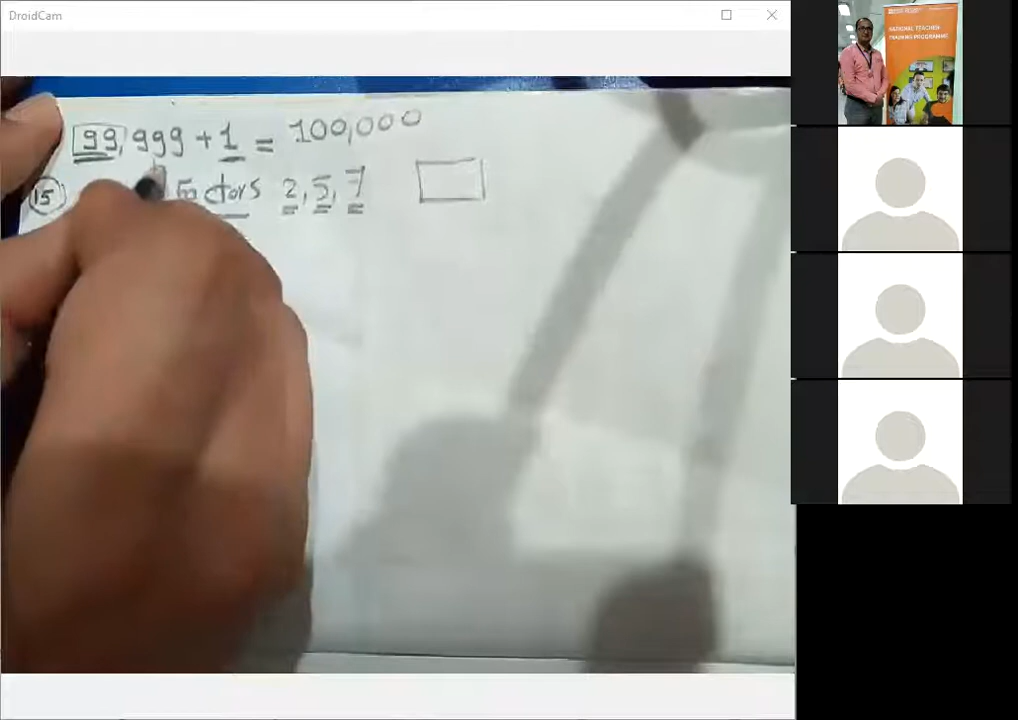 DroidCam
99,999 + 1 = 100,000
15 Factors 2, 5, 7
NATIONAL TEACHER
TRAINING PROGRAMME